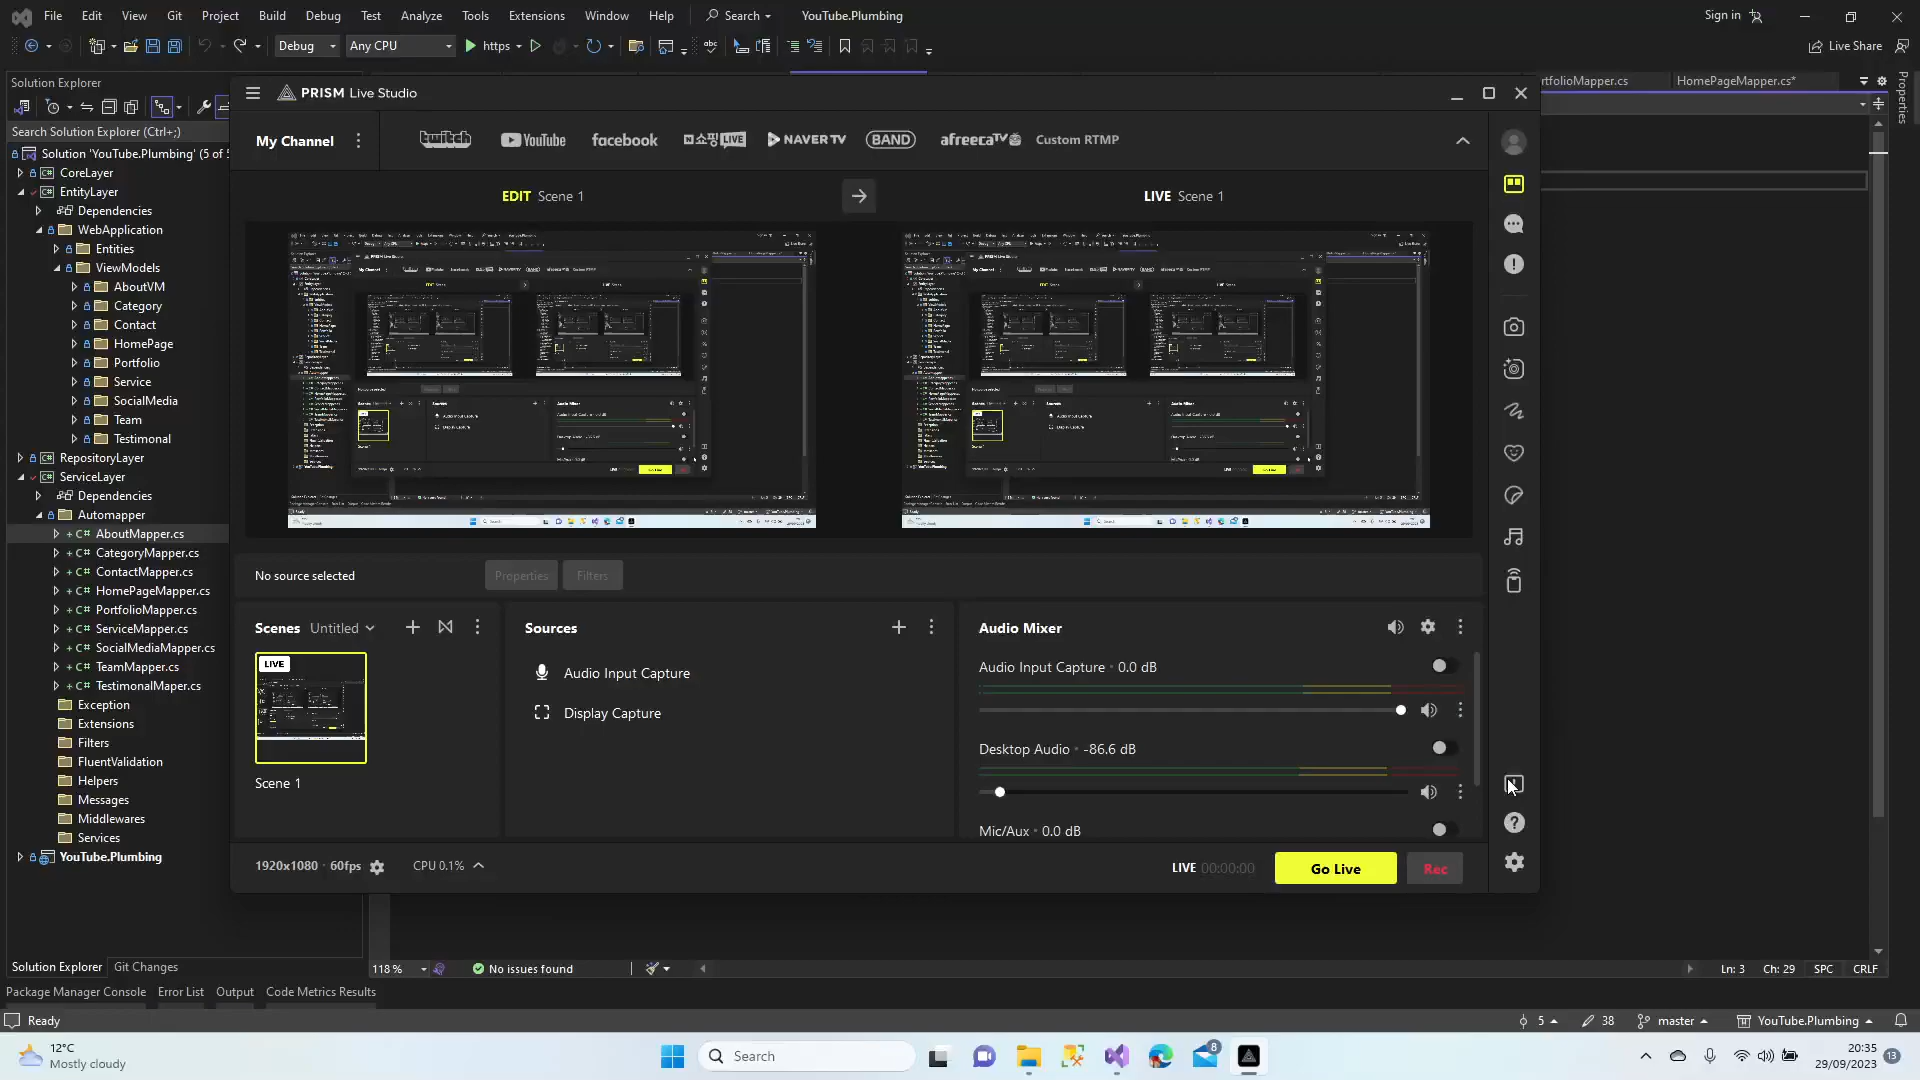 File Edit View Git Project Build Debug Test Analyze Tools Extensions Window Help Search YouTube.Plumbing Sign in
Debug Any CPU https Live Share
Solution Explorer
Search Solution Explorer (Ctrl+;)
Solution 'YouTube.Plumbing' (5 of 5
CoreLayer
EntityLayer
Dependencies
WebApplication
Entities
ViewModels
AboutVM
Category
Contact
HomePage
Portfolio
Service
SocialMedia
Team
Testimonal
RepositoryLayer
ServiceLayer
Dependencies
Automapper
C# AboutMapper.cs
C# CategoryMapper.cs
C# ContactMapper.cs
C# HomePageMapper.cs
C# PortfolioMapper.cs
C# ServiceMapper.cs
C# SocialMediaMapper.cs
C# TeamMapper.cs
C# TestimonalMaper.cs
Exception
Extensions
Filters
FluentValidation
Helpers
Messages
Middlewares
Services
YouTube.Plumbing
Solution Explorer Git Changes
rtfolioMapper.cs HomePageMapper.cs*
Properties
PRISM Live Studio
My Channel twitch YouTube facebook N쇼핑LIVE NAVER TV BAND afreecaTV Custom RTMP
EDIT Scene 1 LIVE Scene 1
No source selected Properties Filters
Scenes Untitled
LIVE
Scene 1
Sources
Audio Input Capture
Display Capture
Audio Mixer
Audio Input Capture • 0.0 dB
Desktop Audio • -86.6 dB
Mic/Aux • 0.0 dB
1920x1080 · 60fps CPU 0.1% LIVE 00:00:00 Go Live Rec
118 % No issues found Ln: 3 Ch: 29 SPC CRLF
Package Manager Console Error List Output Code Metrics Results
Ready 5 38 master YouTube.Plumbing
12°C
Mostly cloudy
Search
8
20:35
29/09/2023
13